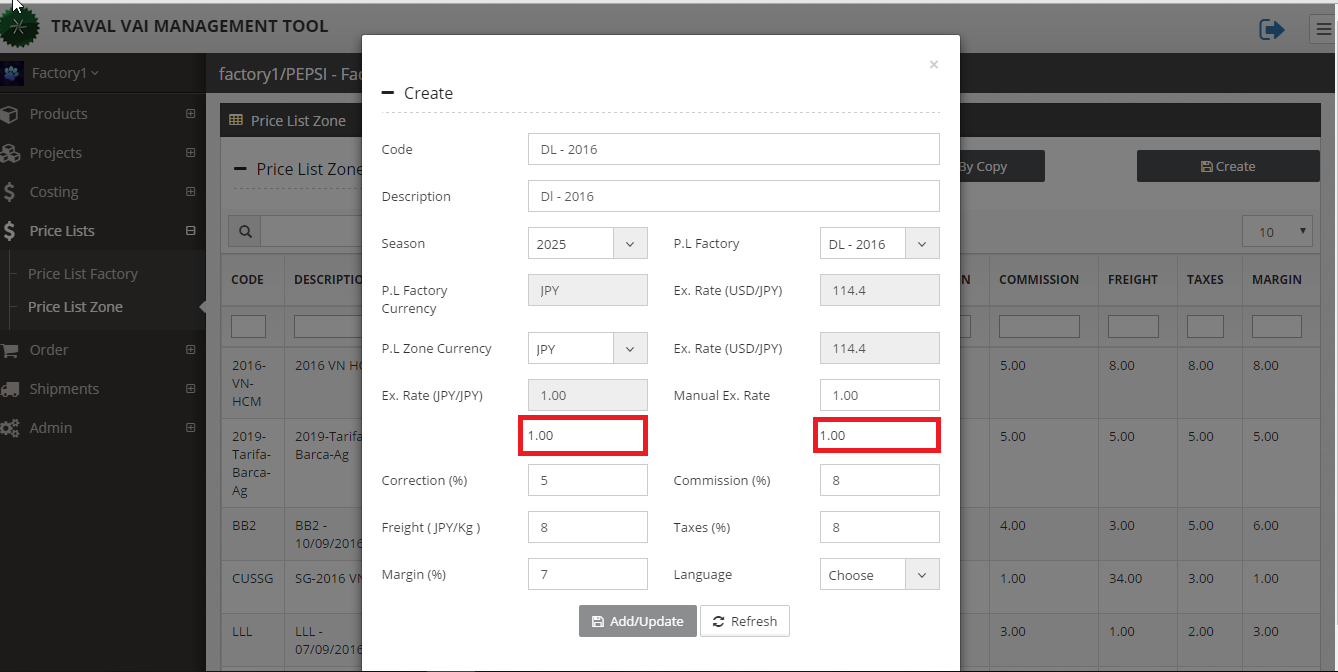 TRAVAL VAI MANAGEMENT TOOL
Factory1
factory1/PEPSI - Fac
Products
Projects
Costing
Price Lists
Price List Factory
Price List Zone
Order
Shipments
Admin
Price List Zone
Price List Zone
By Copy
Create
10
CODE DESCRIPTIO N COMMISSION FREIGHT TAXES MARGIN
2016-
VN-
HCM
2016 VN HC
5.00 8.00 8.00 8.00
2019-
Tarifa-
Barca-
Ag
2019-Tarifa
Barca-Ag
5.00 5.00 5.00 5.00
BB2
BB2 -
10/09/2016
4.00 3.00 5.00 6.00
CUSSG SG-2016 VN
1.00 34.00 3.00 1.00
LLL
LLL -
07/09/2016
3.00 1.00 2.00 3.00
×
Create
Code DL - 2016
Description Dl - 2016
Season 2025 P.L Factory DL - 2016
P.L Factory
Currency
JPY Ex. Rate (USD/JPY) 114.4
P.L Zone Currency JPY Ex. Rate (USD/JPY) 114.4
Ex. Rate (JPY/JPY) 1.00 Manual Ex. Rate 1.00
1.00 1.00
Correction (%) 5 Commission (%) 8
Freight ( JPY/Kg ) 8 Taxes (%) 8
Margin (%) 7 Language Choose
Add/Update Refresh